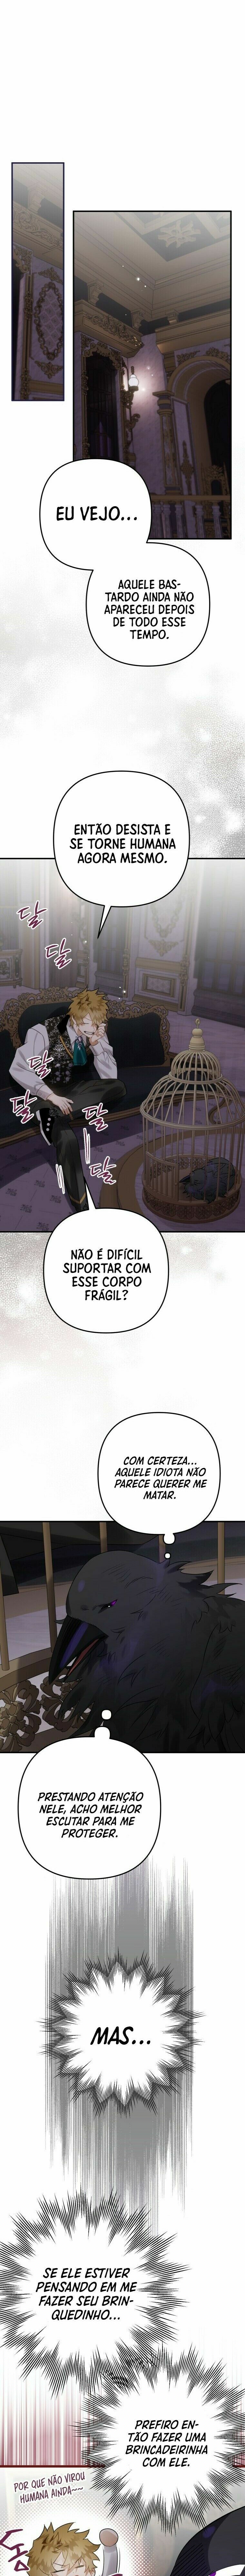 EU VEJO...
AQUELE BAS-
TARDO AINDA NÃO
APARECEU DEPOIS
DE TODO ESSE
TEMPO.
ENTÃO DESISTA E
SE TORNE HUMANA
AGORA MESMO.
달
달
달
달
달
달
NÃO É DIFÍCIL
SUPORTAR COM
ESSE CORPO
FRÁGIL?
COM CERTEZA...
AQUELE IDIOTA NÃO
PARECE QUERER ME
MATAR.
PRESTANDO ATENÇÃO
NELE, ACHO MELHOR
ESCUTAR PARA ME
PROTEGER.
MAS...
SE ELE ESTIVER
PENSANDO EM ME
FAZER SEU BRIN-
QUEDINHO...
PREFIRO EN-
TÃO FAZER UMA
BRINCADEIRINHA
COM ELE.
POR QUE NÃO VIROU
HUMANA AINDA~~